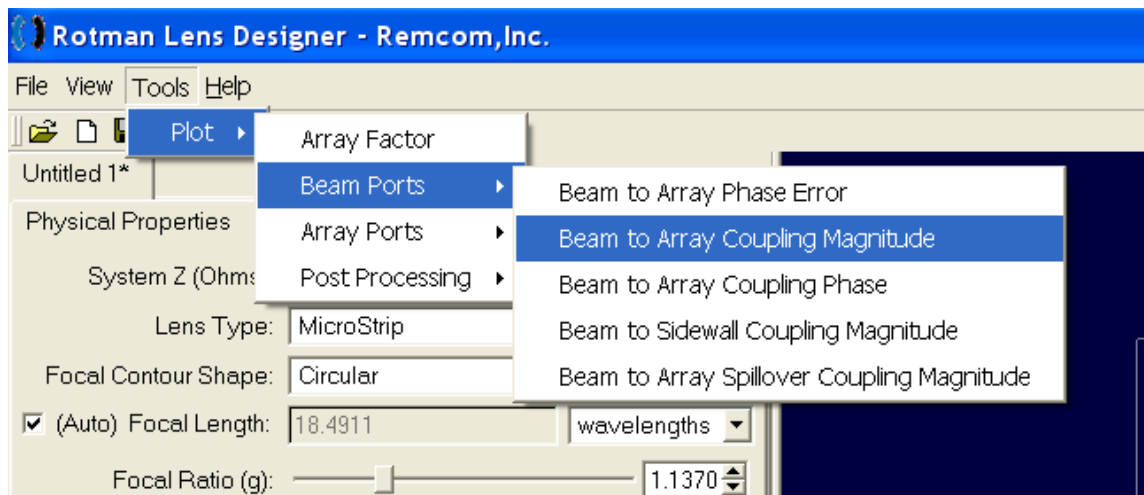 Rotman Lens Designer - Remcom,Inc.
File View Tools Help
Plot
Array Factor
Beam Ports
Array Ports
Post Processing
Beam to Array Phase Error
Beam to Array Coupling Magnitude
Beam to Array Coupling Phase
Beam to Sidewall Coupling Magnitude
Beam to Array Spillover Coupling Magnitude
Untitled 1*
Physical Properties
System Z (Ohms
Lens Type: MicroStrip
Focal Contour Shape: Circular
(Auto) Focal Length: 18.4911 wavelengths
Focal Ratio (g): 1.1370